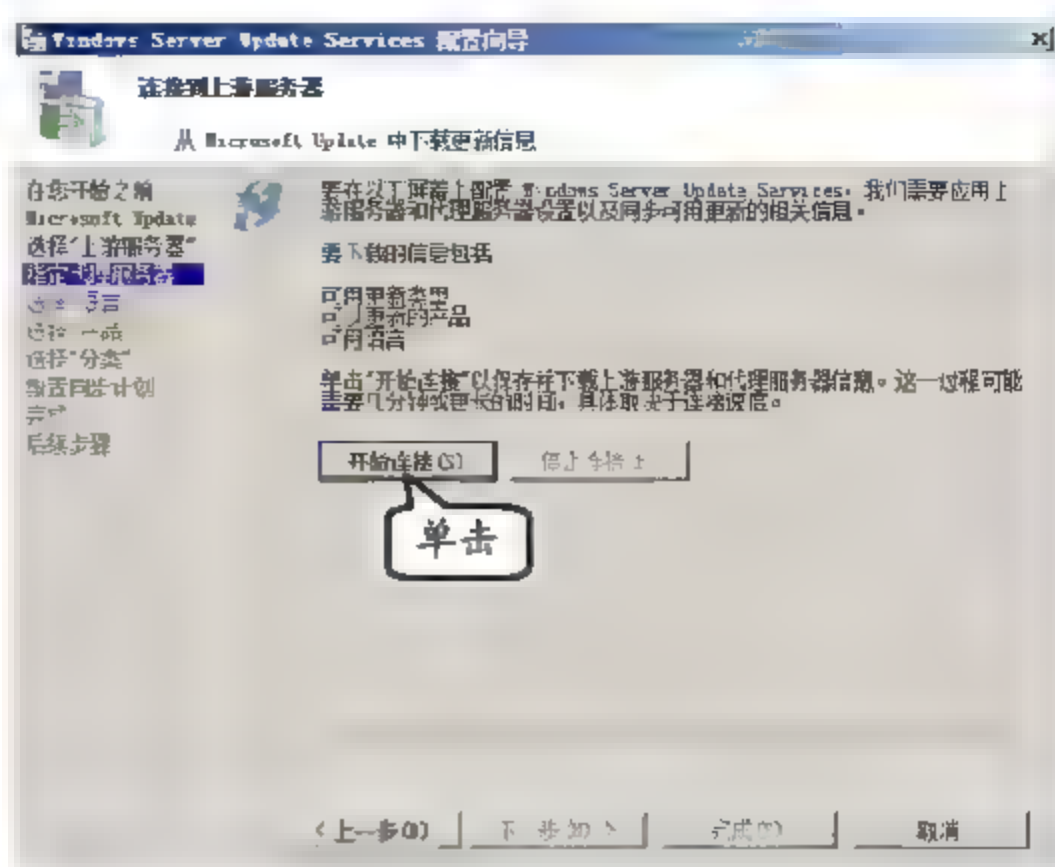 Windows Server Update Services 配置向导
连接到上游服务器
从 Microsoft Update 中下载更新信息
在您开始之前
Microsoft Update
选择“上游服务器”
指定代理服务器
选择“语言”
选择“产品”
选择“分类”
配置同步计划
完成
后续步骤
要在以下屏幕上配置 Windows Server Update Services，我们需要应用上
游服务器和代理服务器设置以及同步可用更新的相关信息。
要下载的信息包括
可用更新类型
可以更新的产品
可用语言
单击“开始连接”以保存并下载上游服务器和代理服务器信息。这一过程可能
需要几分钟或更长的时间，具体取决于连接速度。
开始连接(S)
停止连接
单击
< 上一步(B)
下一步(N) >
完成(F)
取消